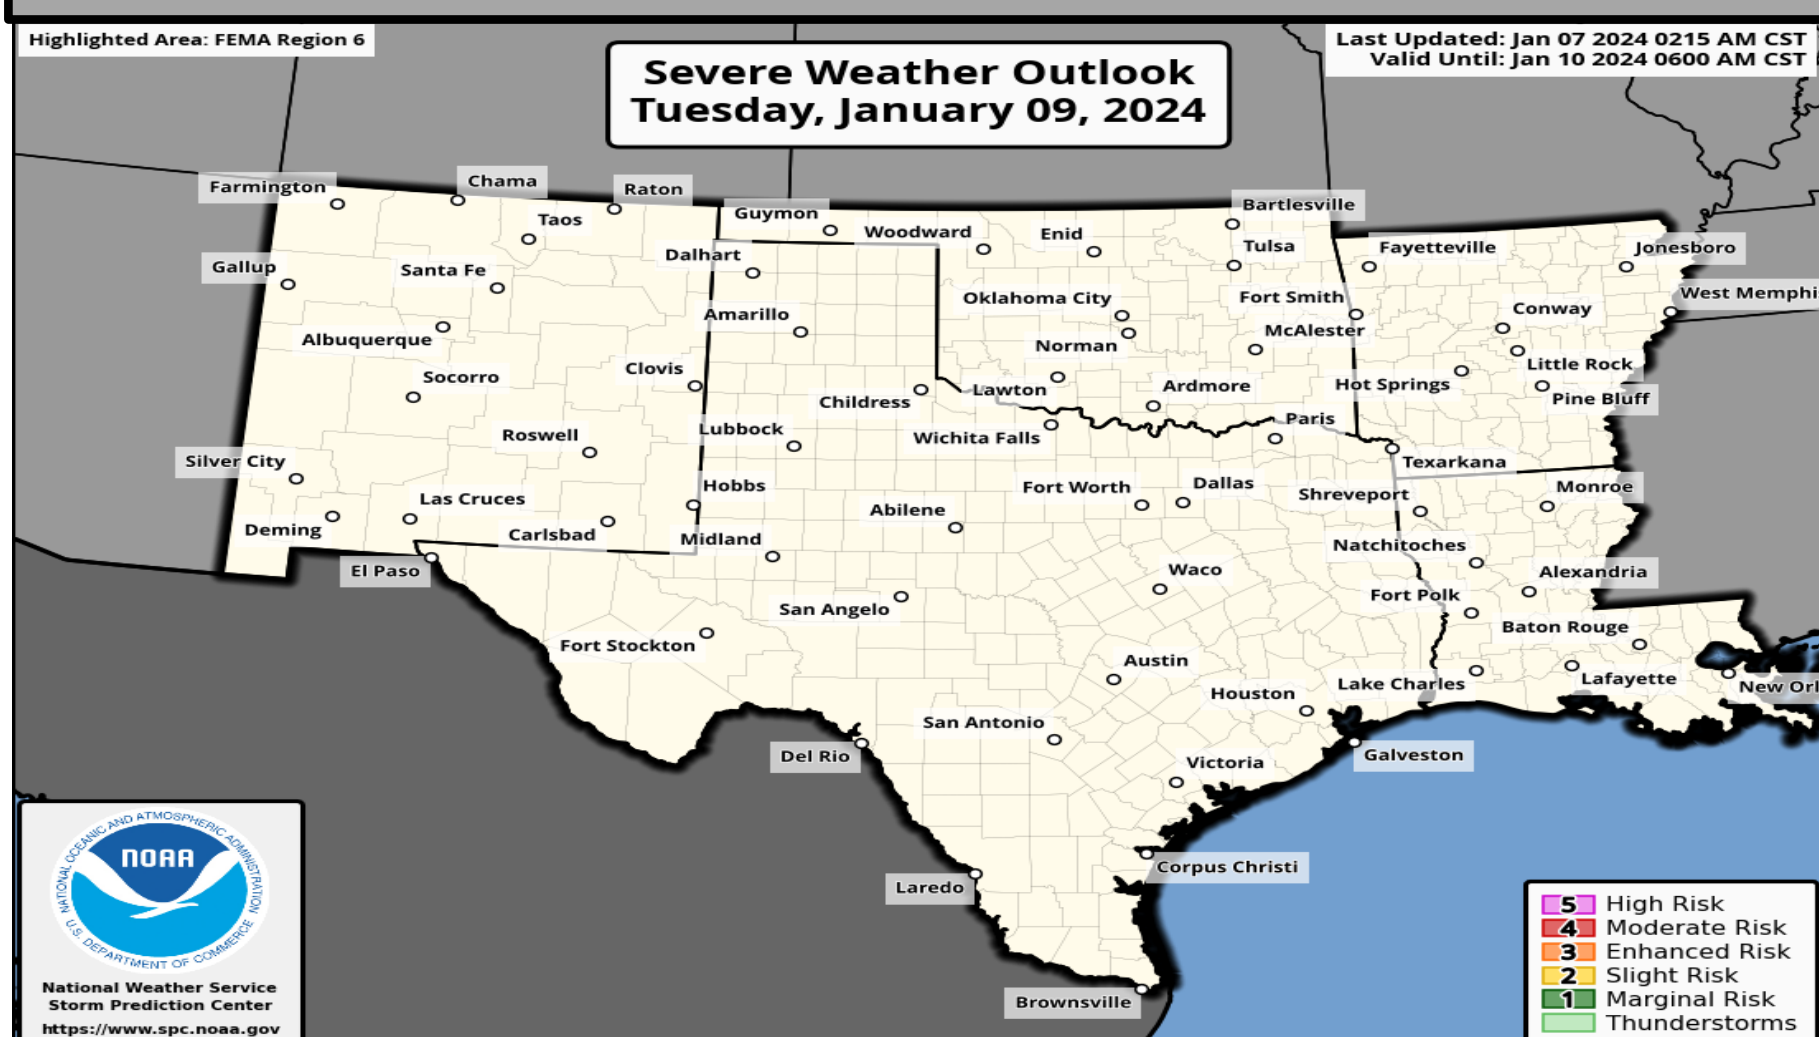 Highlighted Area: FEMA Region 6
Severe Weather Outlook
Tuesday, January 09, 2024
Last Updated: Jan 07 2024 0215 AM CST
Valid Until: Jan 10 2024 0600 AM CST
Farmington
Chama
Raton
Taos
Guymon
Woodward
Enid
Bartlesville
Tulsa
Fayetteville
Jonesboro
Gallup
Santa Fe
Dalhart
Oklahoma City
Fort Smith
Conway
West Memphi
Albuquerque
Amarillo
Norman
McAlester
Little Rock
Socorro
Clovis
Childress
Lawton
Ardmore
Hot Springs
Pine Bluff
Roswell
Lubbock
Wichita Falls
Paris
Texarkana
Silver City
Las Cruces
Hobbs
Abilene
Fort Worth
Dallas
Shreveport
Monroe
Deming
Carlsbad
Midland
Natchitoches
El Paso
Waco
Alexandria
San Angelo
Fort Polk
Fort Stockton
Baton Rouge
Austin
Houston
Lake Charles
Lafayette
New Orl
San Antonio
Del Rio
Victoria
Galveston
Laredo
Corpus Christi
Brownsville
NATIONAL OCEANIC AND ATMOSPHERIC ADMINISTRATION
NOAA
U.S. DEPARTMENT OF COMMERCE
National Weather Service
Storm Prediction Center
https://www.spc.noaa.gov
5 High Risk
4 Moderate Risk
3 Enhanced Risk
2 Slight Risk
1 Marginal Risk
Thunderstorms